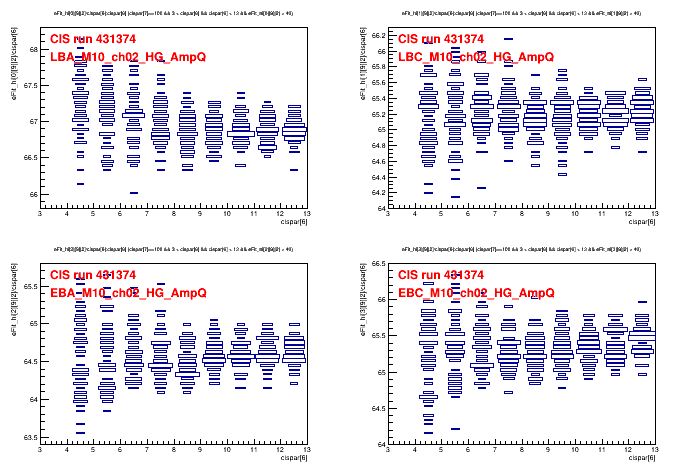 CIS run 431374
LBA_M10_ch02_HG_AmpQ
eFit_hi[0][9][2]/cispar[6]
68
67.5
67
66.5
66
3 4 5 6 7 8 9 10 11 12 13
cispar[6]
CIS run 431374
LBC_M10_ch02_HG_AmpQ
eFit_hi[1][9][2]/cispar[6]
66.2
66
65.8
65.6
65.4
65.2
65
64.8
64.6
64.4
64.2
64
3 4 5 6 7 8 9 10 11 12 13
cispar[6]
CIS run 431374
EBA_M10_ch02_HG_AmpQ
eFit_hi[2][9][2]/cispar[6]
65.5
65
64.5
64
63.5
3 4 5 6 7 8 9 10 11 12 13
cispar[6]
CIS run 431374
EBC_M10_ch02_HG_AmpQ
eFit_hi[3][9][2]/cispar[6]
66.5
66
65.5
65
64.5
64
3 4 5 6 7 8 9 10 11 12 13
cispar[6]